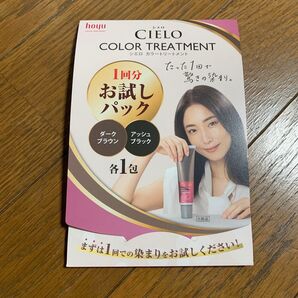 hoyu
シエロ
CIELO
COLOR TREATMENT
シエロ カラートリートメント
たった1回で
驚きの染まり。
1回分
お試し
パック
ダーク
ブラウン
アッシュ
ブラック
各1包
まずは1回での染まりをお試しください!